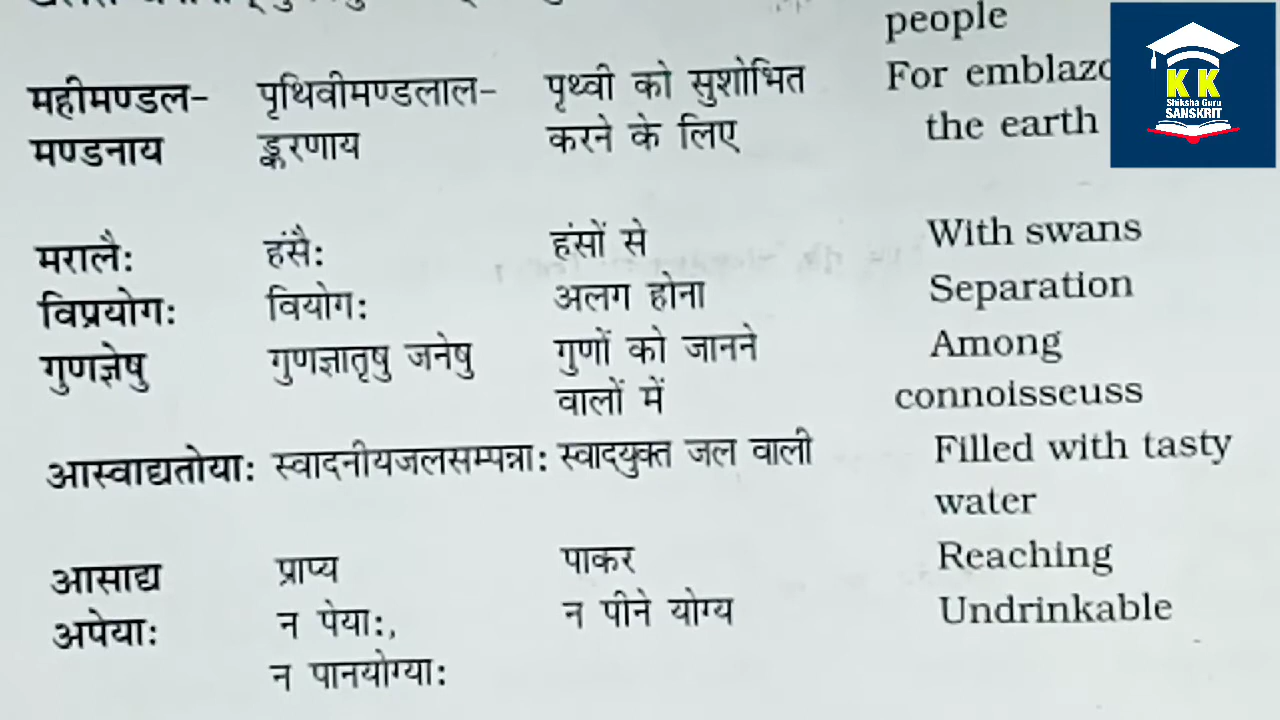 people
महीमण्डल- पृथिवीमण्डलाल- पृथ्वी को सुशोभित For
मण्डनाय ङ्करणाय करने के लिए the earth
मरालै: हंसै: हंसों से With swans
विप्रयोग: वियोग: अलग होना Separation
गुणज्ञेषु गुणज्ञातृषु जनेषु गुणों को जानने Among
वालों में connoisseuss
आस्वाद्यतोया: स्वादनीयजलसम्पन्ना: स्वादयुक्त जल वाली Filled with tasty
water
आसाद्य प्राप्य पाकर Reaching
अपेया: न पेया:, न पीने योग्य Undrinkable
न पानयोग्या:
K K
Shiksha Guru
SANSKRIT